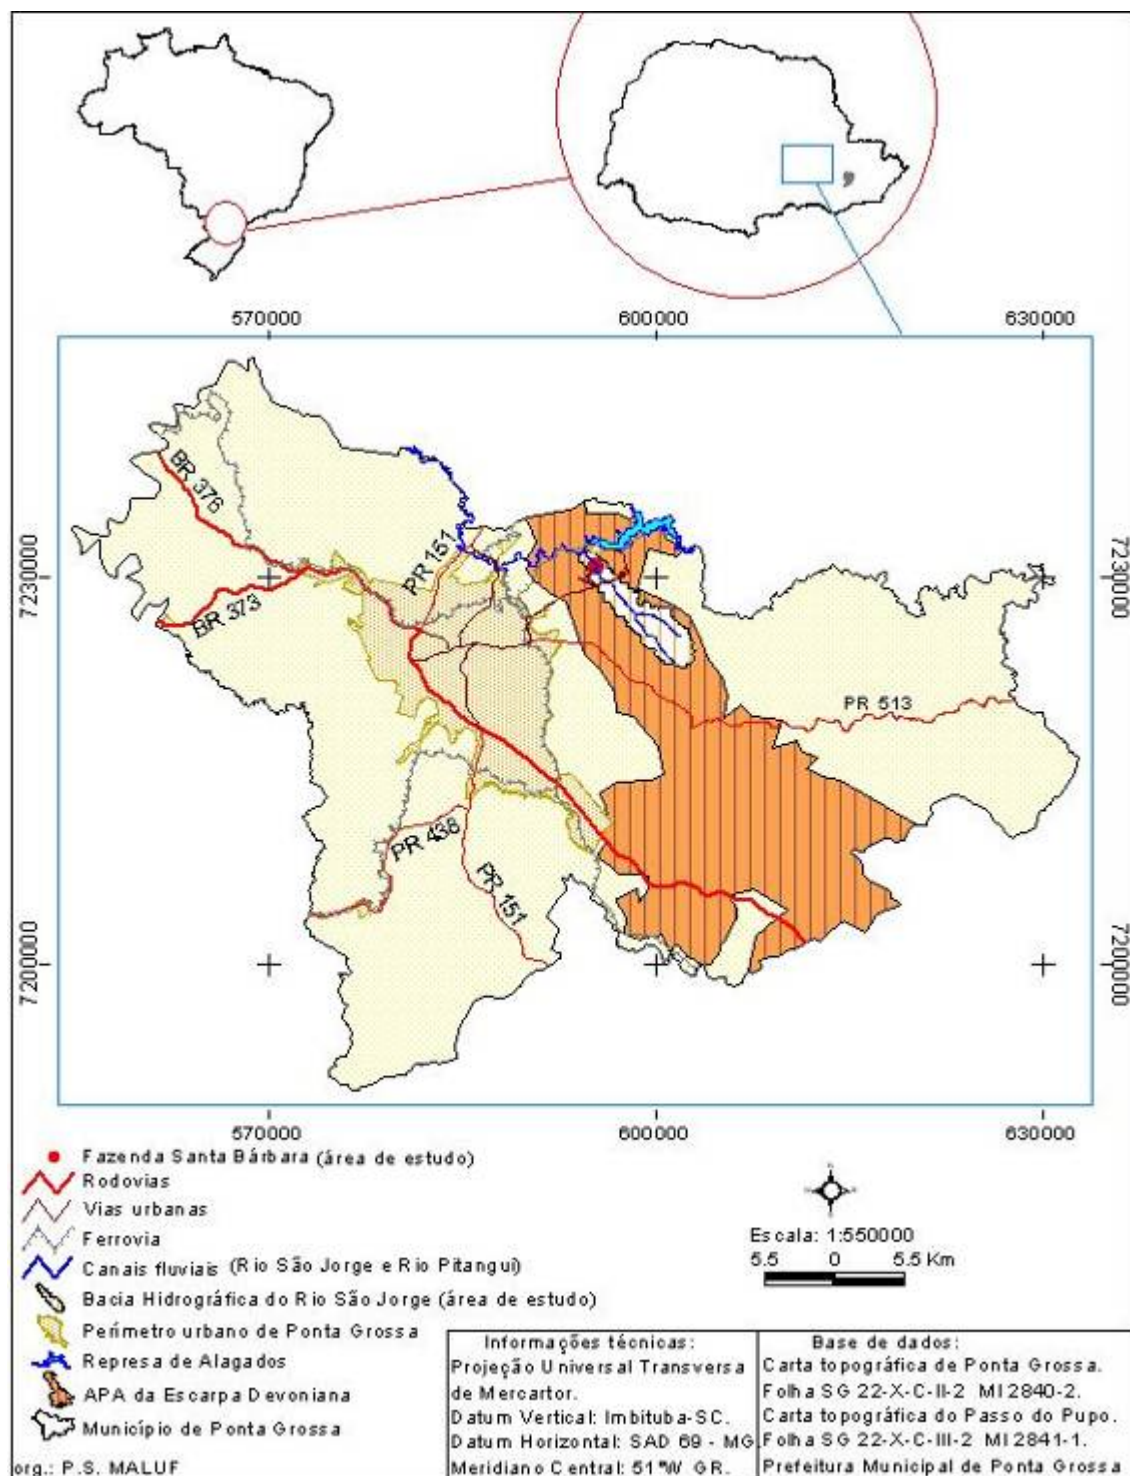 570000 600000 630000
7230000
7200000
7230000
7200000
BR 376
PR 151
BR 373
PR 513
PR 438
PR 151
570000 600000 630000
Fazenda Santa Bárbara (área de estudo)
Rodovias
Vias urbanas
Ferrovia
Canais fluviais (Rio São Jorge e Rio Pitangui)
Bacia Hidrográfica do Rio São Jorge (área de estudo)
Perímetro urbano de Ponta Grossa
Represa de Alagados
APA da Escarpa Devoniana
Município de Ponta Grossa
org.: P.S. MALUF
Escala: 1:550000
5.5 0 5.5 Km
Informações técnicas:
Projeção Universal Transversa
de Mercartor.
Datum Vertical: Imbituba-SC.
Datum Horizontal: SAD 69 - MG
Meridiano Central: 51°W GR.
Base de dados:
Carta topográfica de Ponta Grossa.
Folha SG 22-X-C-II-2 MI 2840-2.
Carta topográfica do Passo do Pupo.
Folha SG 22-X-C-III-2 MI 2841-1.
Prefeitura Municipal de Ponta Grossa